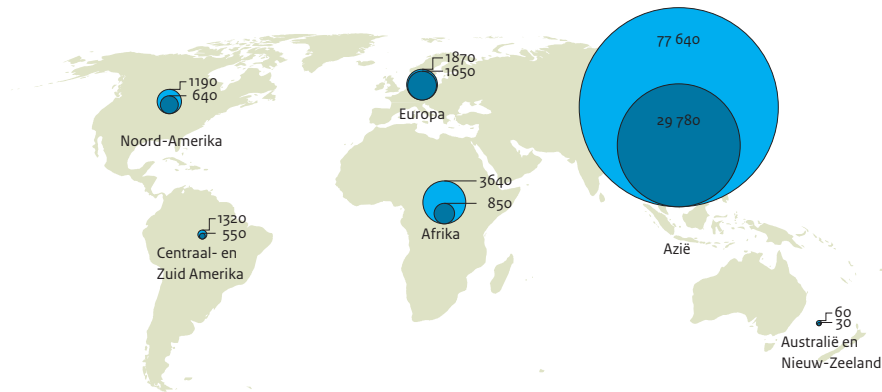 77 640
29 780
1870
1650
Europa
1190
640
Noord-Amerika
3640
850
Afrika
1320
550
Centraal- en
Zuid Amerika
Azië
60
30
Australië en
Nieuw-Zeeland